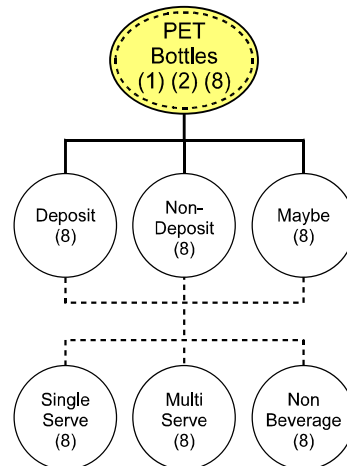 PET
Bottles
(1) (2) (8)
Deposit
(8)
Non-
Deposit
(8)
Maybe
(8)
Single
Serve
(8)
Multi
Serve
(8)
Non
Beverage
(8)